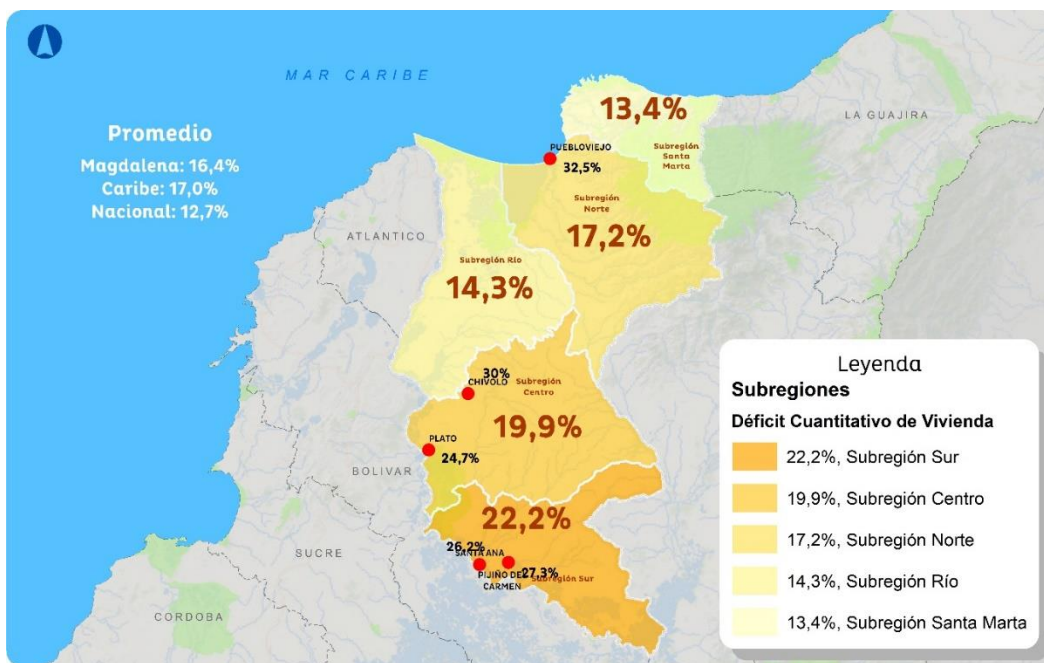 MAR CARIBE
Promedio
Magdalena: 16,4%
Caribe: 17,0%
Nacional: 12,7%
13,4%
Subregión
Santa
Marta
LA GUAJIRA
PUEBLOVIEJO
32,5%
Subregión
Norte
17,2%
ATLANTICO
Subregión Río
14,3%
30%
CHIVOLO
Subregión
Centro
19,9%
PLATO
24,7%
BOLIVAR
22,2%
26,2%
SANTA ANA
27,3%
PIJIÑO DEL
CARMEN
Subregión Sur
SUCRE
CORDOBA
Leyenda
Subregiones
Déficit Cuantitativo de Vivienda
22,2%, Subregión Sur
19,9%, Subregión Centro
17,2%, Subregión Norte
14,3%, Subregión Río
13,4%, Subregión Santa Marta